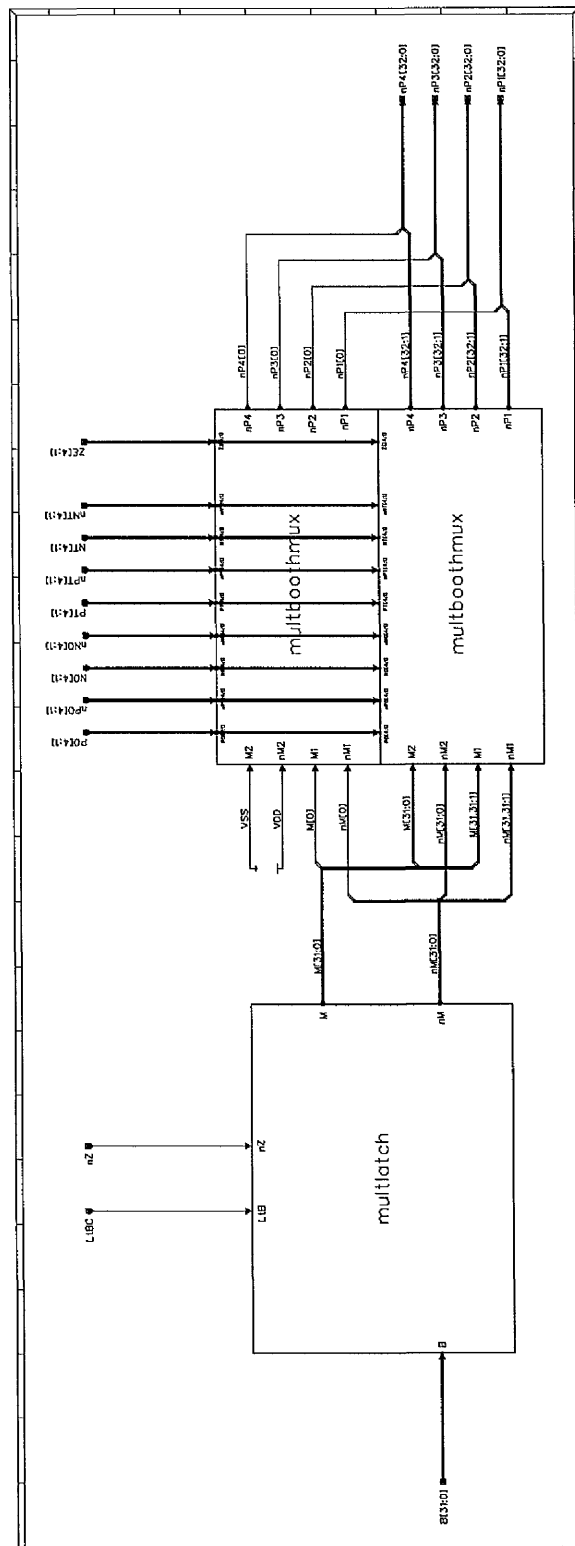 nP4[32:0]
nP3[32:0]
nP2[32:0]
nP1[32:0]
nP4[0]
nP3[0]
nP2[0]
nP1[0]
nP4[32:1]
nP3[32:1]
nP2[32:1]
nP1[32:1]
nP4
nP3
nP2
nP1
nP4
nP3
nP2
nP1
ZE[4:1]
nNT[4:1]
NT[4:1]
nPT[4:1]
PT[4:1]
nNO[4:1]
NO[4:1]
nPO[4:1]
PO[4:1]
multboothmux
multboothmux
M2
nM2
M1
nM1
M2
nM2
M1
nM1
VSS
VDD
M[0]
nM[0]
M[31:0]
nM[31:0]
M[31,31:1]
nM[31,31:1]
M[31:0]
nM[31:0]
M
nM
multlatch
nZ
nZ
LtBC
LtB
B
B[31:0]